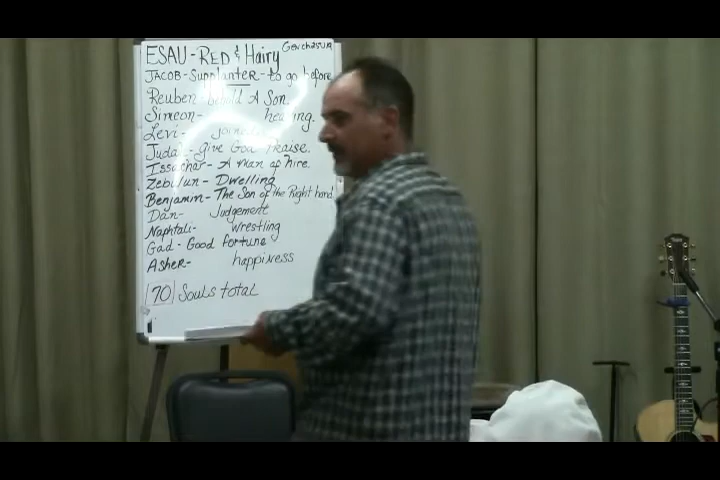 ESAU - RED & Hairy
JACOB - Supplanter - to go before
Reuben - Behold A Son.
Simeon - hearing.
Levi -
Judah - Give God Praise.
Issachar - A man of hire.
Zebulun - Dwelling
Benjamin - The Son of the Right hand
Dan - Judgement
Naphtali - wrestling
Gad - Good fortune
Asher - happiness
70 Souls total